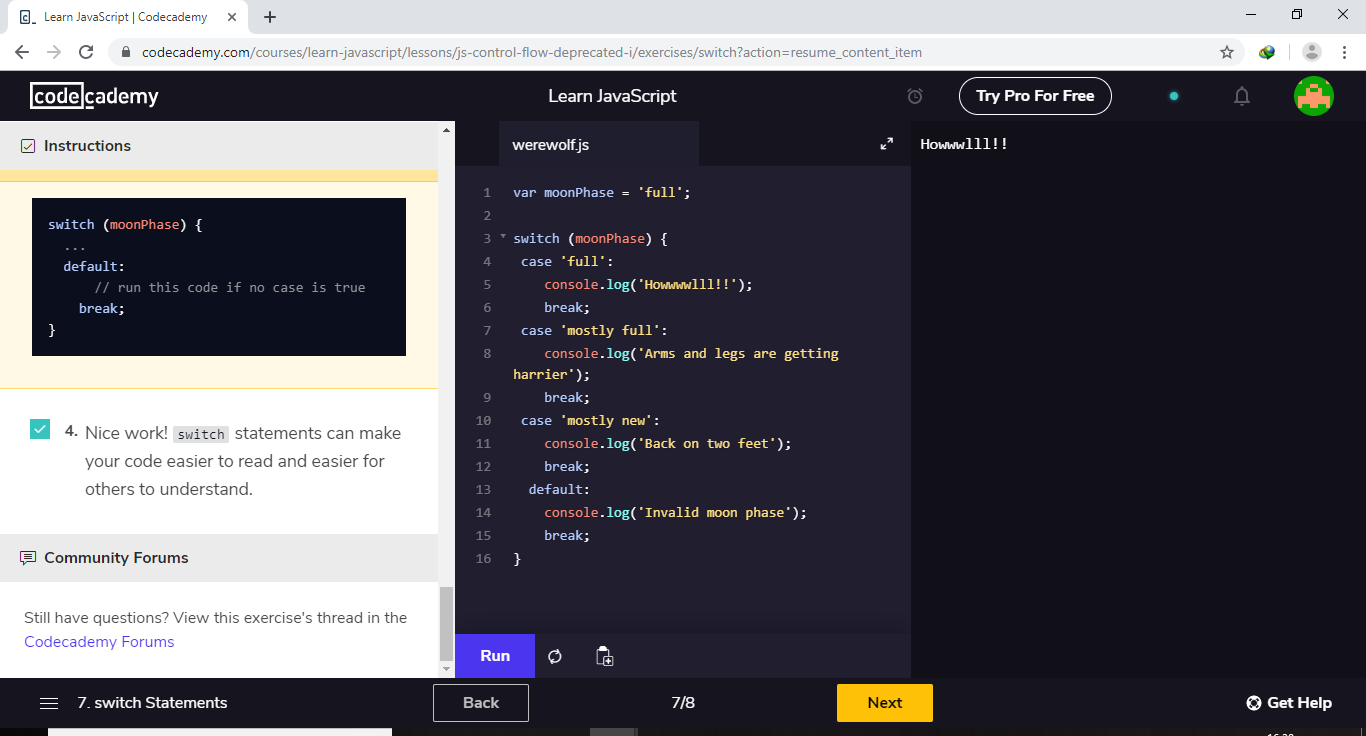 Learn JavaScript | Codecademy
codecademy.com/courses/learn-javascript/lessons/js-control-flow-deprecated-i/exercises/switch?action=resume_content_item
codecademy
Learn JavaScript
Try Pro For Free
Instructions
switch (moonPhase) {
...
default:
// run this code if no case is true
break;
}
4. Nice work! switch statements can make
your code easier to read and easier for
others to understand.
Community Forums
Still have questions? View this exercise's thread in the
Codecademy Forums
werewolf.js
1 var moonPhase = 'full';
2
3 switch (moonPhase) {
4 case 'full':
5 console.log('Howwwwlll!!');
6 break;
7 case 'mostly full':
8 console.log('Arms and legs are getting
harrier');
9 break;
10 case 'mostly new':
11 console.log('Back on two feet');
12 break;
13 default:
14 console.log('Invalid moon phase');
15 break;
16 }
Run
Howwwlll!!
7. switch Statements
Back
7/8
Next
Get Help